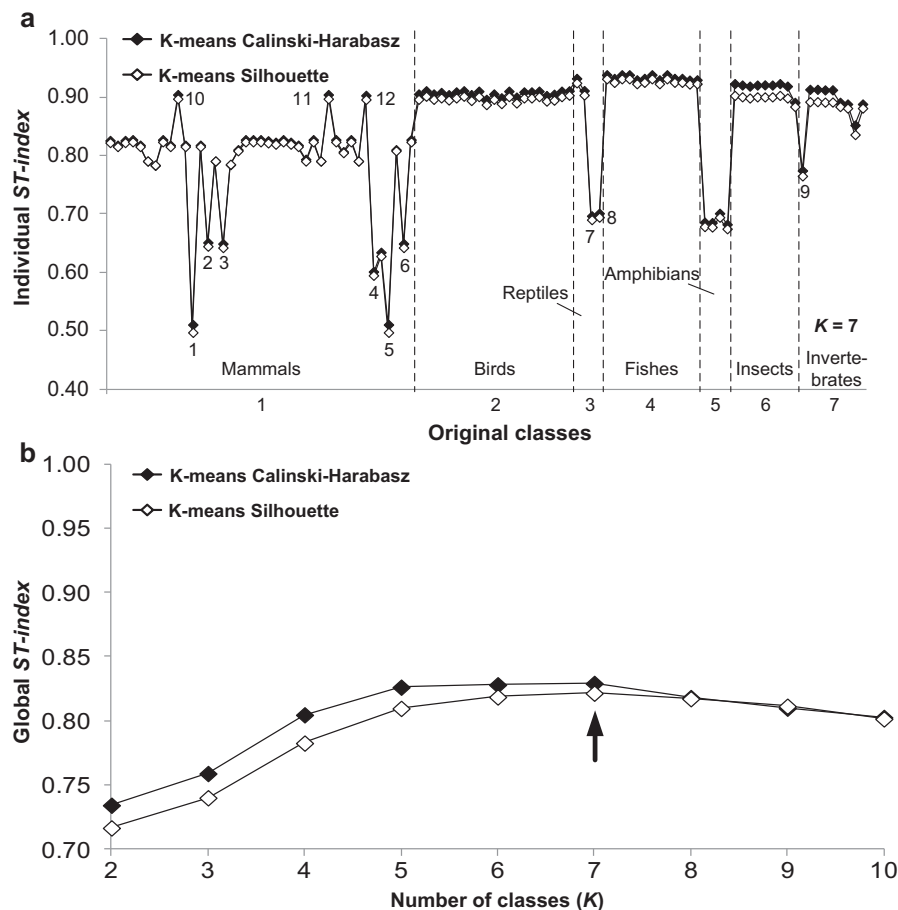 a
1.00
0.90
0.80
0.70
0.60
0.50
0.40
Individual ST-index
K-means Calinski-Harabasz
K-means Silhouette
10
11
12
1
2
3
4
5
6
7
8
9
Reptiles
Amphibians
K = 7
Mammals
Birds
Fishes
Insects
Inverte-
brates
1
2
3
4
5
6
7
Original classes
b
1.00
0.95
0.90
0.85
0.80
0.75
0.70
Global ST-index
K-means Calinski-Harabasz
K-means Silhouette
2
3
4
5
6
7
8
9
10
Number of classes (K)